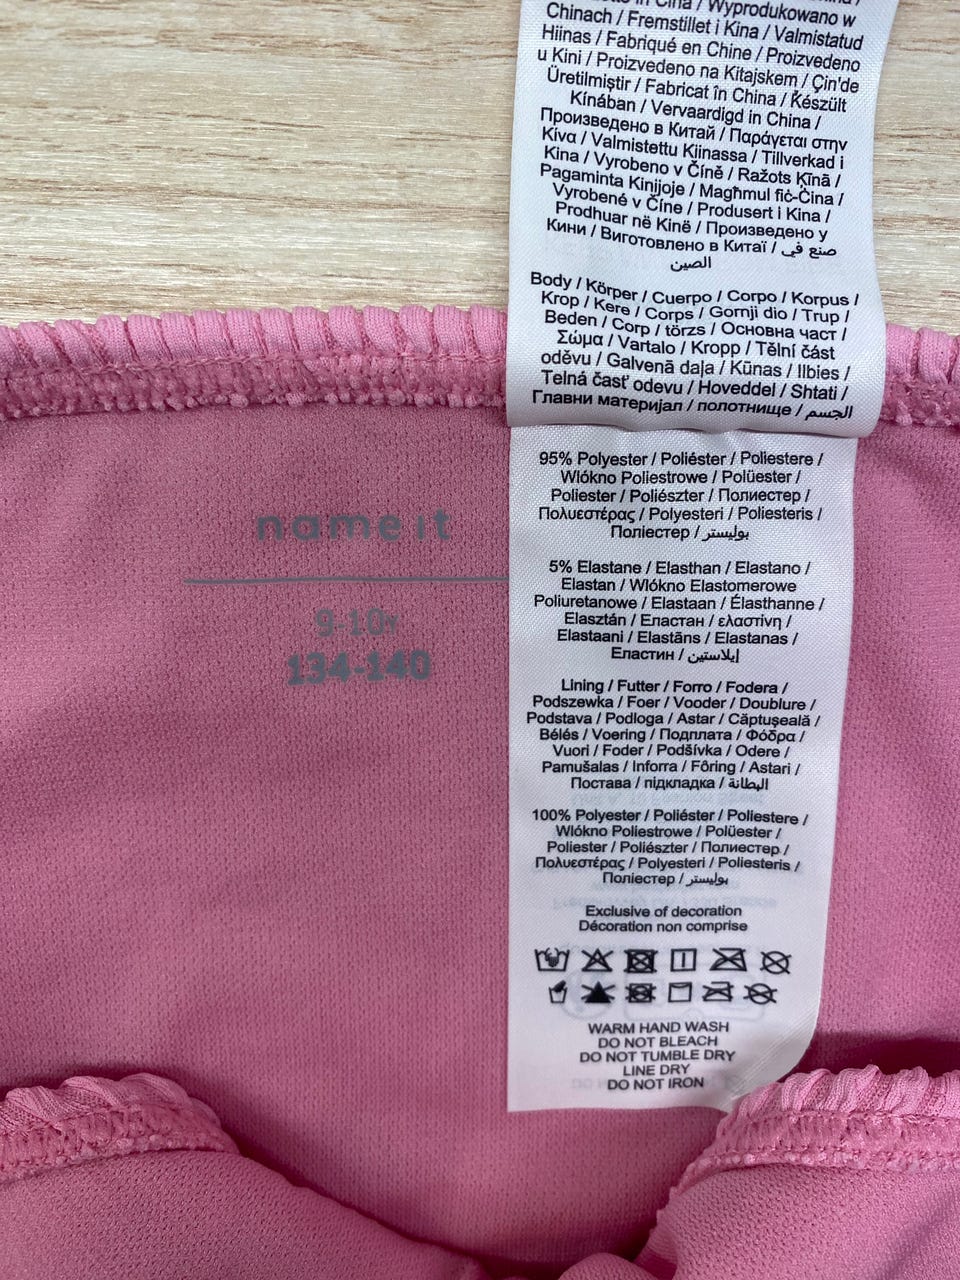 in Cina / Wyprodukowano w
Chinach / Fremstillet i Kina / Valmistatud
Hiinas / Fabriqué en Chine / Proizvedeno
u Kini / Proizvedeno na Kitajskem / Çin'de
Üretilmiştir / Fabricat în China / Készült
Kínában / Vervaardigd in China /
Произведено в Китай / Παράγεται στην
Κίνα / Valmistettu Kiinassa / Tillverkad i
Kina / Vyrobeno v Číně / Ražots Ķīnā /
Pagaminta Kinijoje / Magħmul fiċ-Ċina /
Vyrobené v Číne / Produsert i Kina /
Prodhuar në Kinë / Произведено у
Кини / Виготовлено в Китаї / صنع في
الصين
Body / Körper / Cuerpo / Corpo / Korpus /
Krop / Kere / Corps / Gornji dio / Trup /
Beden / Corp / törzs / Основна част /
Σώμα / Vartalo / Kropp / Tělní část
oděvu / Galvenā daļa / Kūnas / Ilbies /
Telná časť odevu / Hoveddel / Shtati /
Главни материјал / полотнище / الجسم
95% Polyester / Poliéster / Poliestere /
Wlókno Poliestrowe / Polüester /
Poliester / Poliészter / Полиестер /
Πολυεστέρας / Polyesteri / Poliesteris /
Поліестер / بوليستر
5% Elastane / Elasthan / Elastano /
Elastan / Wlókno Elastomerowe
Poliuretanowe / Elastaan / Élasthanne /
Elasztán / Еластан / ελαστίνη /
Elastaani / Elastāns / Elastanas /
Еластин / إيلاستين
Lining / Futter / Forro / Fodera /
Podszewka / Foer / Vooder / Doublure /
Podstava / Podloga / Astar / Căptușeală /
Bélés / Voering / Подплата / Φόδρα /
Vuori / Foder / Podšívka / Odere /
Pamušalas / Inforra / Fôring / Astari /
Постава / підкладка / البطانة
100% Polyester / Poliéster / Poliestere /
Wlókno Poliestrowe / Polüester /
Poliester / Poliészter / Полиестер /
Πολυεστέρας / Polyesteri / Poliesteris /
Поліестер / بوليستر
Exclusive of decoration
Décoration non comprise
WARM HAND WASH
DO NOT BLEACH
DO NOT TUMBLE DRY
LINE DRY
DO NOT IRON
name it
9-10Y
134-140